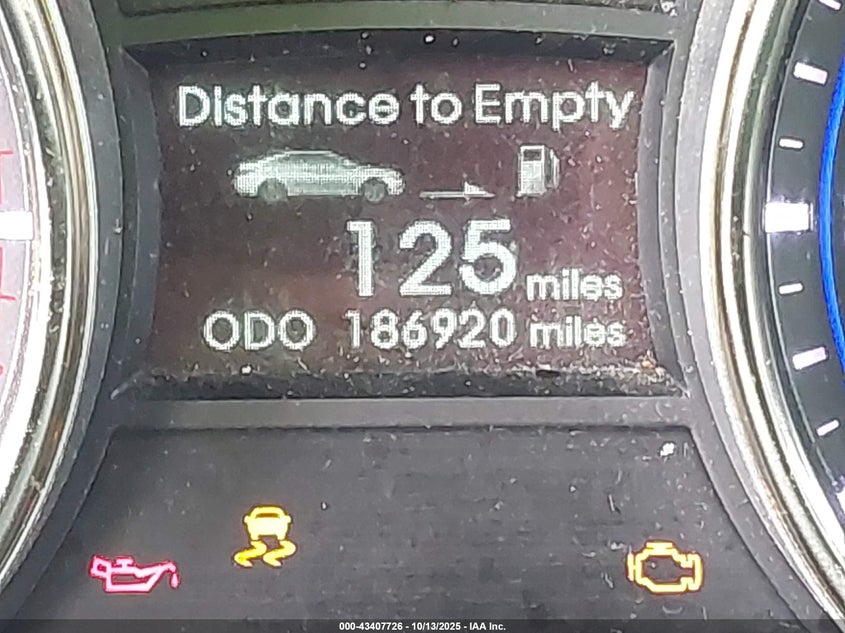 Distance to Empty
125 miles
ODO 186920 miles
000-43407726 - 10/13/2025 - IAA Inc.